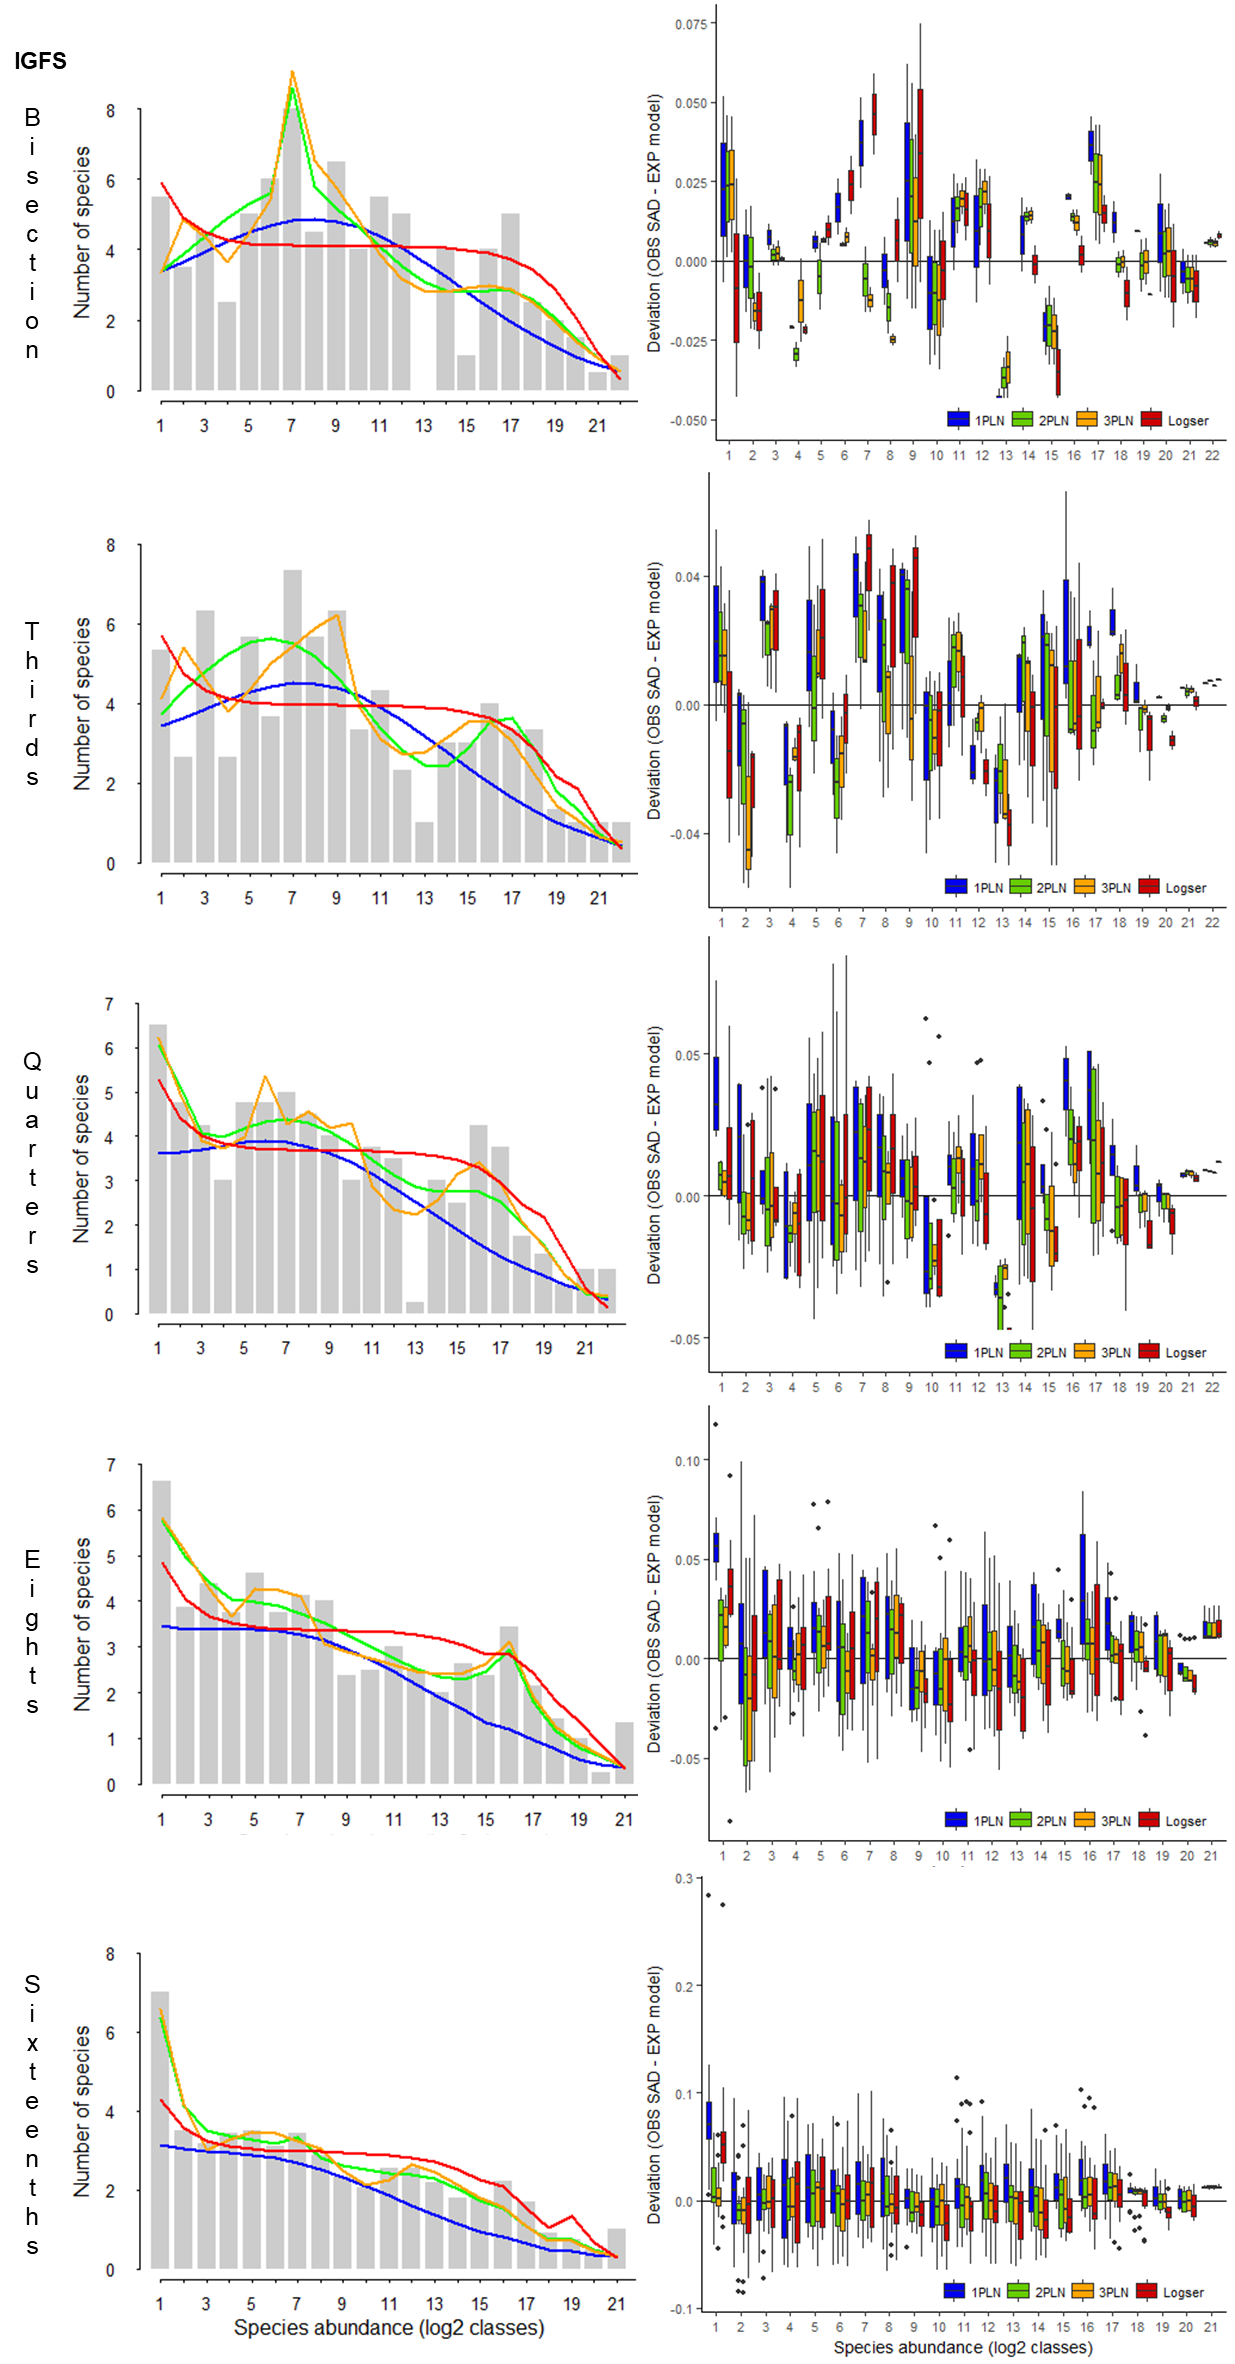 IGFS
Bisection
Number of species
8
6
4
2
0
1 3 5 7 9 11 13 15 17 19 21
Deviation (OBS SAD - EXP model)
0.075
0.050
0.025
0.000
-0.025
-0.050
1PLN 2PLN 3PLN Logser
1 2 3 4 5 6 7 8 9 10 11 12 13 14 15 16 17 18 19 20 21 22
Thirds
Number of species
8
6
4
2
0
1 3 5 7 9 11 13 15 17 19 21
Deviation (OBS SAD - EXP model)
0.04
0.00
-0.04
1PLN 2PLN 3PLN Logser
1 2 3 4 5 6 7 8 9 10 11 12 13 14 15 16 17 18 19 20 21 22
Quarters
Number of species
7
6
5
4
3
2
1
0
1 3 5 7 9 11 13 15 17 19 21
Deviation (OBS SAD - EXP model)
0.05
0.00
-0.05
1PLN 2PLN 3PLN Logser
1 2 3 4 5 6 7 8 9 10 11 12 13 14 15 16 17 18 19 20 21 22
Eights
Number of species
7
6
5
4
3
2
1
0
1 3 5 7 9 11 13 15 17 19 21
Deviation (OBS SAD - EXP model)
0.10
0.05
0.00
-0.05
1PLN 2PLN 3PLN Logser
1 2 3 4 5 6 7 8 9 10 11 12 13 14 15 16 17 18 19 20 21
Sixteenths
Number of species
8
6
4
2
0
1 3 5 7 9 11 13 15 17 19 21
Species abundance (log2 classes)
Deviation (OBS SAD - EXP model)
0.3
0.2
0.1
0.0
-0.1
1PLN 2PLN 3PLN Logser
1 2 3 4 5 6 7 8 9 10 11 12 13 14 15 16 17 18 19 20 21
Species abundance (log2 classes)